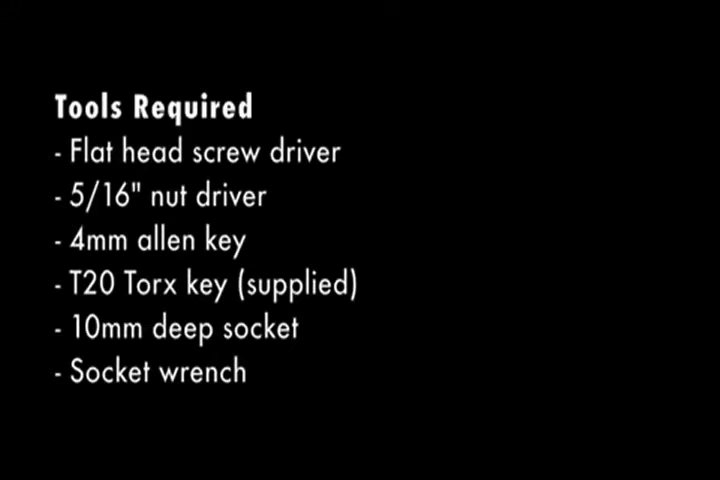 Tools Required
- Flat head screw driver
- 5/16" nut driver
- 4mm allen key
- T20 Torx key (supplied)
- 10mm deep socket
- Socket wrench